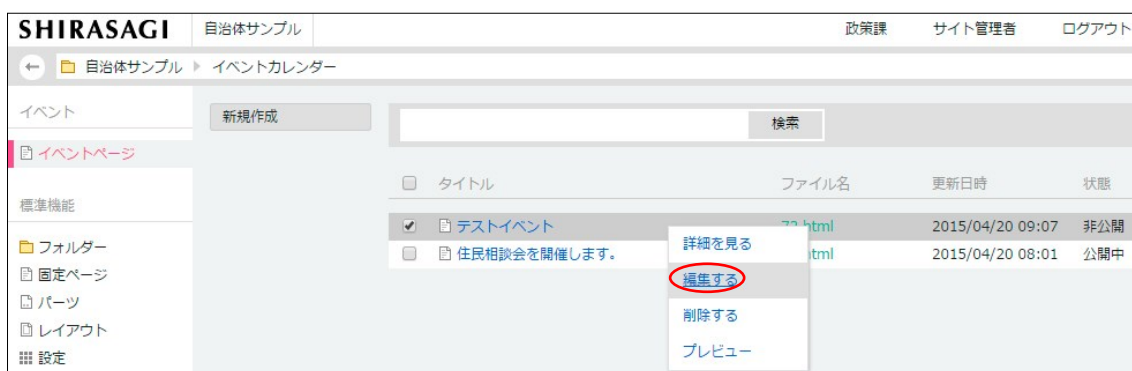 SHIRASAGI 自治体サンプル 政策課 サイト管理者 ログアウト
← 自治体サンプル イベントカレンダー
イベント
イベントページ
標準機能
フォルダー
固定ページ
パーツ
レイアウト
設定
新規作成
検索
タイトル ファイル名 更新日時 状態
テストイベント 72.html 2015/04/20 09:07 非公開
住民相談会を開催します。 html 2015/04/20 08:01 公開中
詳細を見る
編集する
削除する
プレビュー